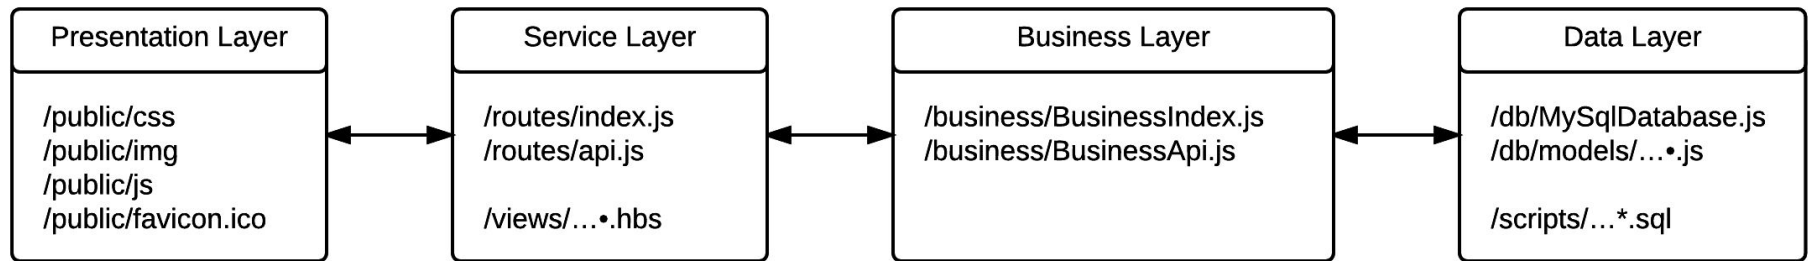 Presentation Layer
/public/css
/public/img
/public/js
/public/favicon.ico
Service Layer
/routes/index.js
/routes/api.js
/views/…•.hbs
Business Layer
/business/BusinessIndex.js
/business/BusinessApi.js
Data Layer
/db/MySqlDatabase.js
/db/models/…•.js
/scripts/…*.sql